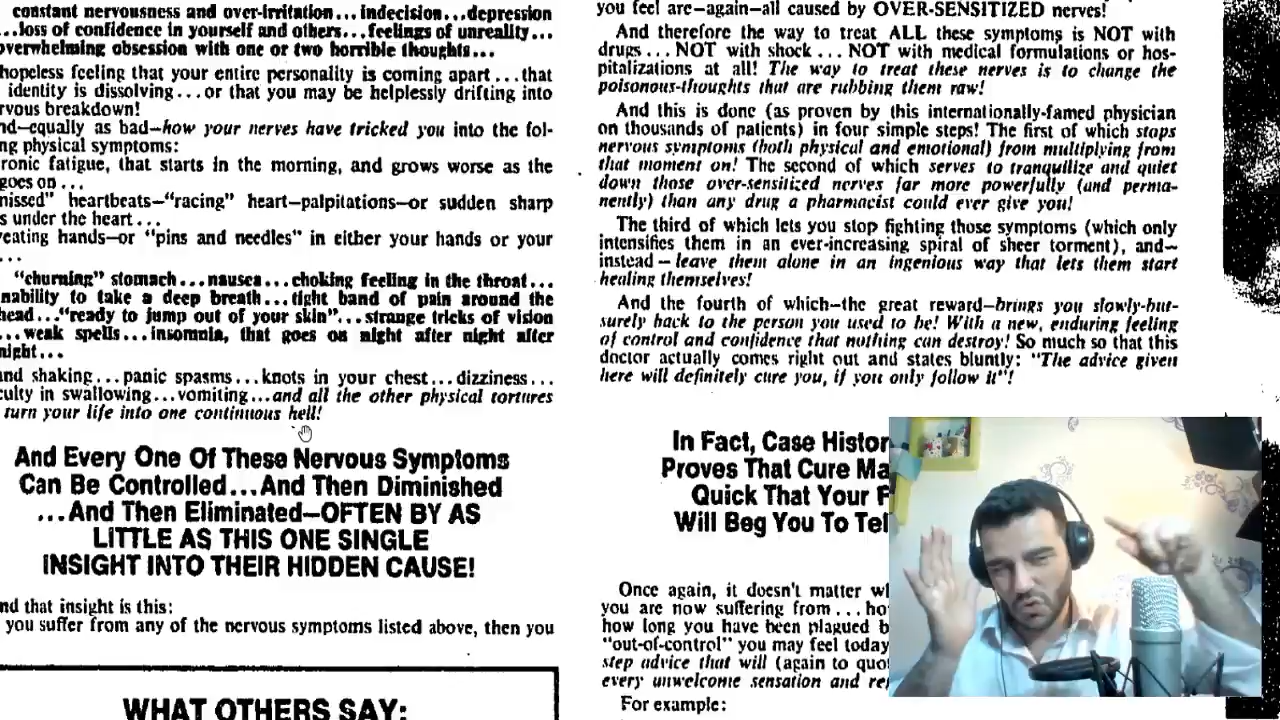 constant nervousness and over-irritation...indecision...depression
...loss of confidence in yourself and others...feelings of unreality...
overwhelming obsession with one or two horrible thoughts...
hopeless feeling that your entire personality is coming apart...that
identity is dissolving...or that you may be helplessly drifting into
breakdown!
equally as bad—how your nerves have tricked you into the fol-
physical symptoms:
fatigue, that starts in the morning, and grows worse as the
goes on...
heartbeats—"racing" heart—palpitations—or sudden sharp
under the heart...
hands—or "pins and needles" in either your hands or your
...
"churning" stomach...nausea...choking feeling in the throat...
to take a deep breath...tight band of pain around the
head..."ready to jump out of your skin"...strange tricks of vision
...weak spells...insomnia, that goes on night after night after
night...
and shaking...panic spasms...knots in your chest...dizziness...
in swallowing...vomiting...and all the other physical tortures
turn your life into one continuous hell!
And Every One Of These Nervous Symptoms
Can Be Controlled...And Then Diminished
...And Then Eliminated—OFTEN BY AS
LITTLE AS THIS ONE SINGLE
INSIGHT INTO THEIR HIDDEN CAUSE!
that insight is this:
you suffer from any of the nervous symptoms listed above, then you
WHAT OTHERS SAY:
you feel are—again—all caused by OVER-SENSITIZED nerves!
And therefore the way to treat ALL these symptoms is NOT with
drugs...NOT with shock...NOT with medical formulations or hos-
pitalizations at all! The way to treat these nerves is to change the
poisonous-thoughts that are rubbing them raw!
And this is done (as proven by this internationally-famed physician
on thousands of patients) in four simple steps! The first of which stops
nervous symptoms (both physical and emotional) from multiplying from
that moment on! The second of which serves to tranquilize and quiet
down those over-sensitized nerves far more powerfully (and perma-
nently) than any drug a pharmacist could ever give you!
The third of which lets you stop fighting those symptoms (which only
intensifies them in an ever-increasing spiral of sheer torment), and—
instead—leave them alone in an ingenious way that lets them start
healing themselves!
And the fourth of which—the great reward—brings you slowly-but-
surely back to the person you used to be! With a new, enduring feeling
of control and confidence that nothing can destroy! So much so that this
doctor actually comes right out and states bluntly: "The advice given
here will definitely cure you, if you only follow it"!
In Fact, Case
Proves That Cure
Quick That Your
Will Beg You To
Once again, it doesn't matter
you are now suffering from...
how long you have been plagued
"out-of-control" you may feel today
step advice that will (again to
every unwelcome sensation and
For example: